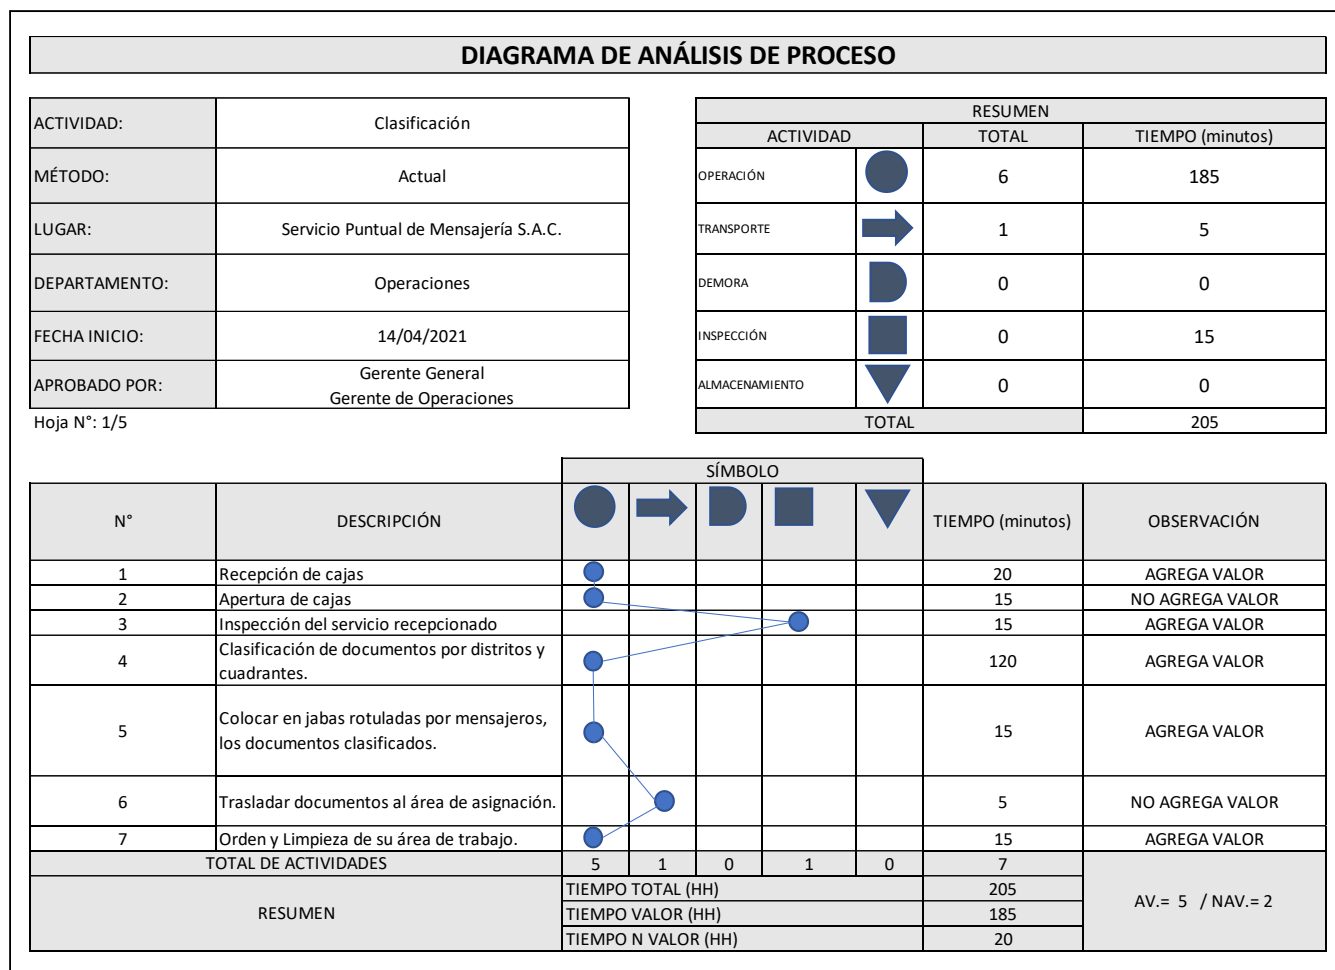 DIAGRAMA DE ANÁLISIS DE PROCESO
ACTIVIDAD: Clasificación
MÉTODO: Actual
LUGAR: Servicio Puntual de Mensajería S.A.C.
DEPARTAMENTO: Operaciones
FECHA INICIO: 14/04/2021
APROBADO POR: Gerente General
Gerente de Operaciones
Hoja N°: 1/5
RESUMEN
ACTIVIDAD TOTAL TIEMPO (minutos)
OPERACIÓN 6 185
TRANSPORTE 1 5
DEMORA 0 0
INSPECCIÓN 0 15
ALMACENAMIENTO 0 0
TOTAL 205
SÍMBOLO
N° DESCRIPCIÓN TIEMPO (minutos) OBSERVACIÓN
1 Recepción de cajas 20 AGREGA VALOR
2 Apertura de cajas 15 NO AGREGA VALOR
3 Inspección del servicio recepcionado 15 AGREGA VALOR
4 Clasificación de documentos por distritos y
cuadrantes. 120 AGREGA VALOR
5 Colocar en jabas rotuladas por mensajeros,
los documentos clasificados. 15 AGREGA VALOR
6 Trasladar documentos al área de asignación. 5 NO AGREGA VALOR
7 Orden y Limpieza de su área de trabajo. 15 AGREGA VALOR
TOTAL DE ACTIVIDADES 5 1 0 1 0 7
RESUMEN
TIEMPO TOTAL (HH) 205
TIEMPO VALOR (HH) 185
TIEMPO N VALOR (HH) 20
AV.= 5 / NAV.= 2